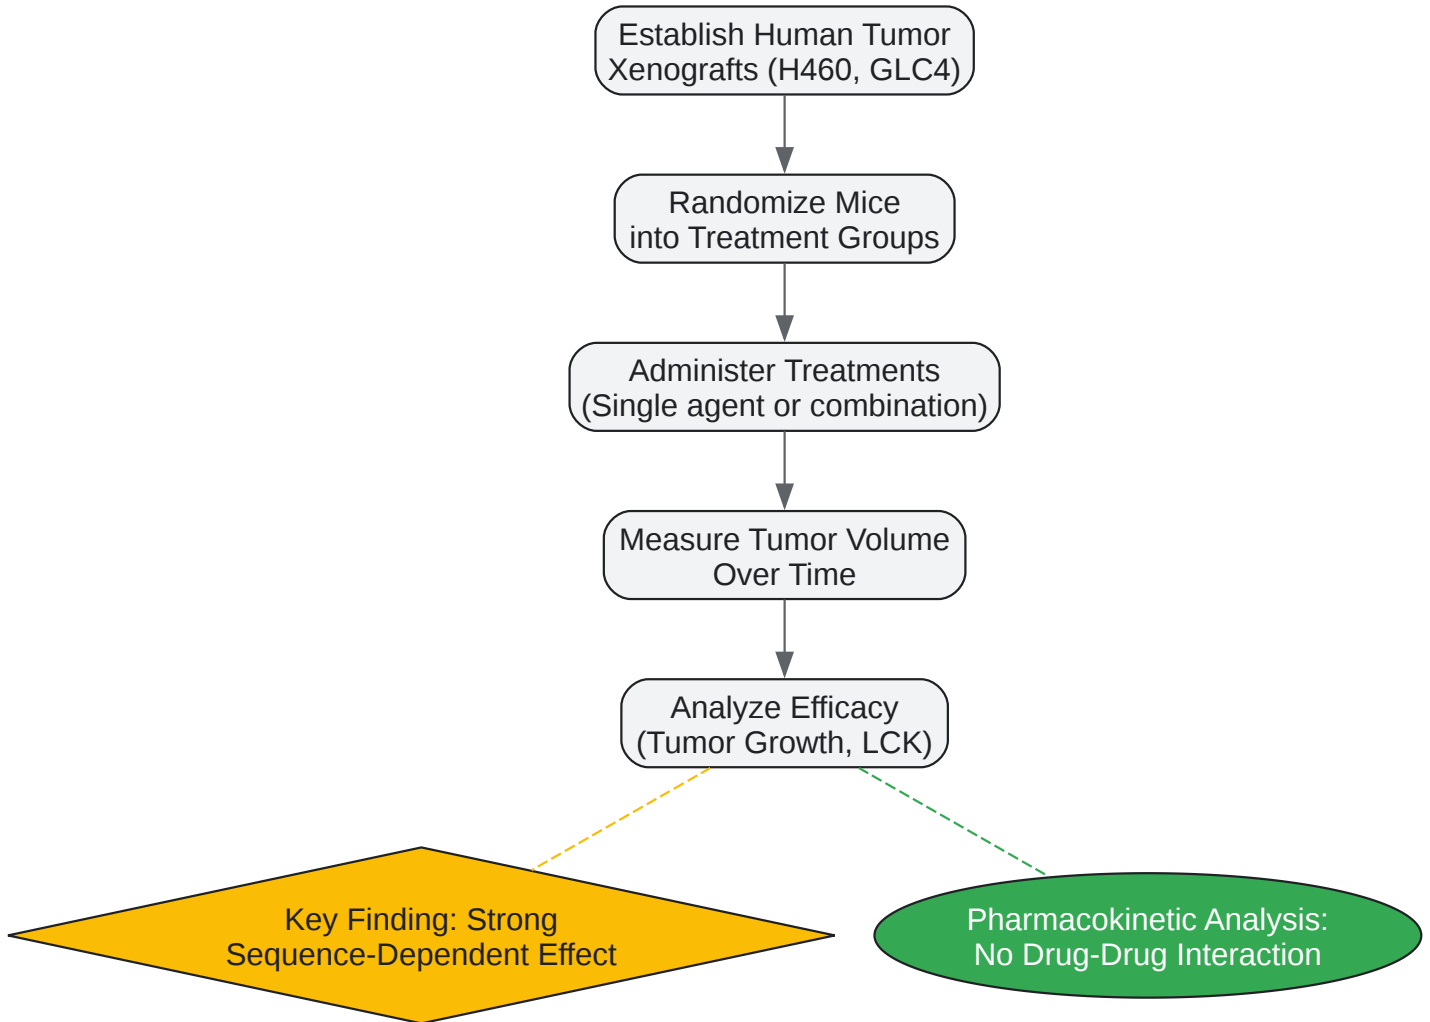 Establish Human Tumor
Xenografts (H460, GLC4)
Randomize Mice
into Treatment Groups
Administer Treatments
(Single agent or combination)
Measure Tumor Volume
Over Time
Analyze Efficacy
(Tumor Growth, LCK)
Key Finding: Strong
Sequence-Dependent Effect
Pharmacokinetic Analysis:
No Drug-Drug Interaction